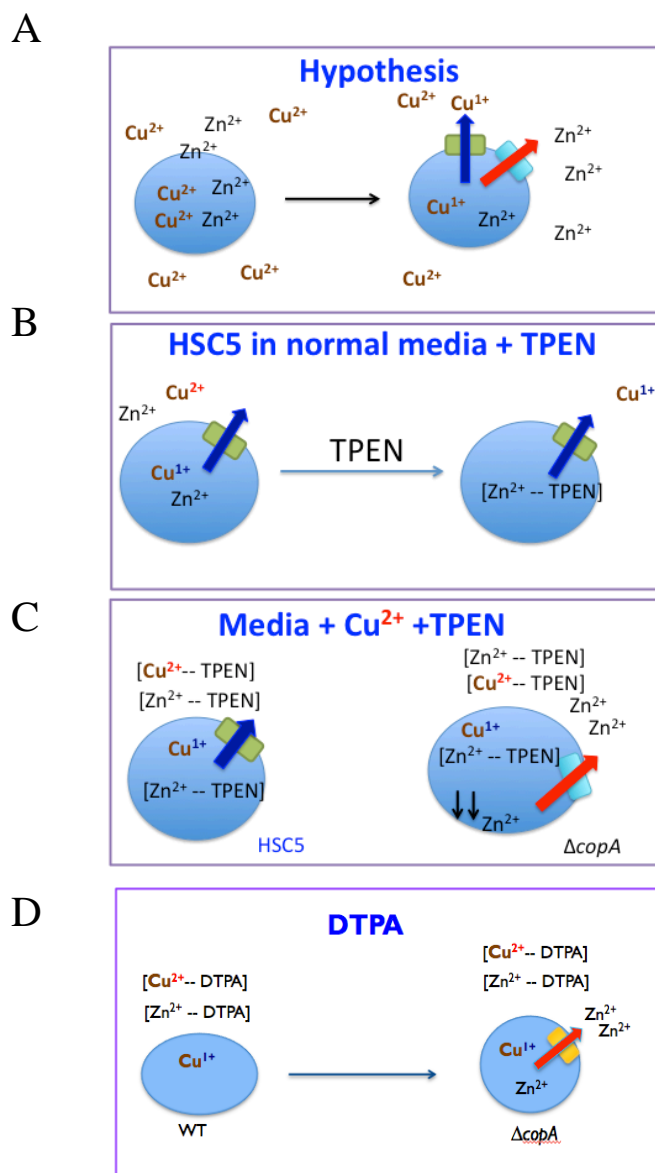 A
Hypothesis
Cu²⁺ Zn²⁺ Cu²⁺ Cu²⁺ Cu¹⁺
Zn²⁺ Zn²⁺
Cu²⁺ Zn²⁺ Zn²⁺
Cu²⁺ Zn²⁺ Cu¹⁺ Zn²⁺ Zn²⁺
Cu²⁺ Cu²⁺ Cu²⁺
B
HSC5 in normal media + TPEN
Zn²⁺ Cu²⁺ Cu¹⁺
Cu¹⁺ TPEN
Zn²⁺ [Zn²⁺ -- TPEN]
C
Media + Cu²⁺ +TPEN
[Cu²⁺-- TPEN] [Zn²⁺ -- TPEN]
[Zn²⁺ -- TPEN] [Cu²⁺-- TPEN]
Zn²⁺
Cu¹⁺ Cu¹⁺ Zn²⁺
[Zn²⁺ -- TPEN] [Zn²⁺ -- TPEN]
Zn²⁺
HSC5 ΔcopA
D
DTPA
[Cu²⁺-- DTPA] [Cu²⁺-- DTPA]
[Zn²⁺ -- DTPA] [Zn²⁺ -- DTPA]
Zn²⁺
Zn²⁺
Cu¹⁺ Cu¹⁺
Zn²⁺
WT ΔcopA